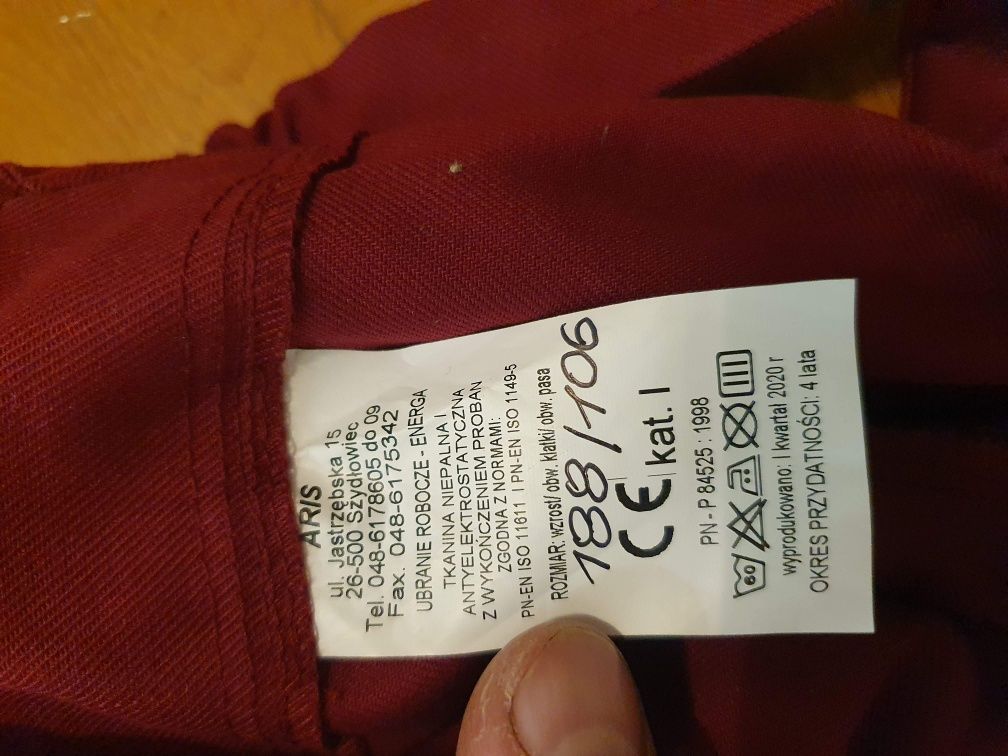 ARIS
ul. Jastrzębska 15
26-500 Szydłowiec
Tel. 048-6178605 do 09
Fax. 048-6175342
UBRANIE ROBOCZE - ENERGA
TKANINA NIEPALNA I
ANTYELEKTROSTATYCZNA
Z WYKOŃCZENIEM PROBAN
ZGODNA Z NORMAMI:
PN-EN ISO 11611 I PN-EN ISO 1149-5
ROZMIAR: wzrost/ obw. klatki/ obw. pasa
188/106
CE kat. I
PN - P 84525 : 1998
wyprodukowano: I kwartał 2020 r
OKRES PRZYDATNOŚCI: 4 lata